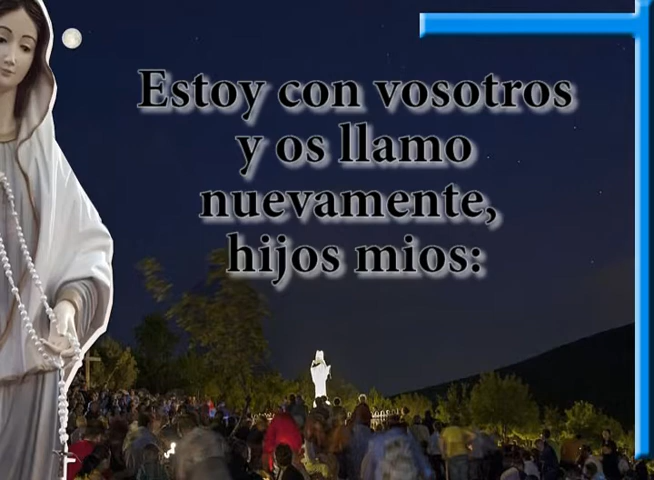 Estoy con vosotros
y os llamo
nuevamente,
hijos mios: